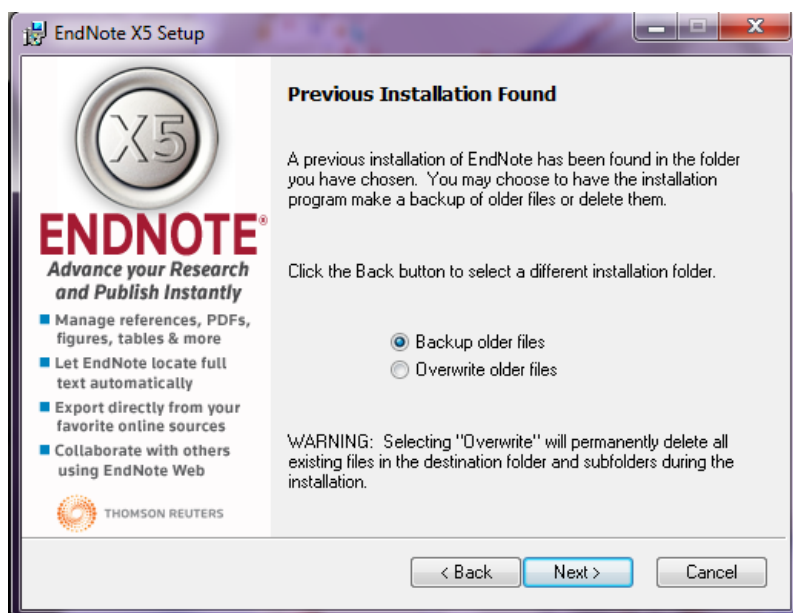 EndNote X5 Setup
X5
ENDNOTE®
Advance your Research
and Publish Instantly
Manage references, PDFs,
figures, tables & more
Let EndNote locate full
text automatically
Export directly from your
favorite online sources
Collaborate with others
using EndNote Web
THOMSON REUTERS
Previous Installation Found
A previous installation of EndNote has been found in the folder
you have chosen.  You may choose to have the installation
program make a backup of older files or delete them.
Click the Back button to select a different installation folder.
Backup older files
Overwrite older files
WARNING:  Selecting "Overwrite" will permanently delete all
existing files in the destination folder and subfolders during the
installation.
< Back
Next >
Cancel